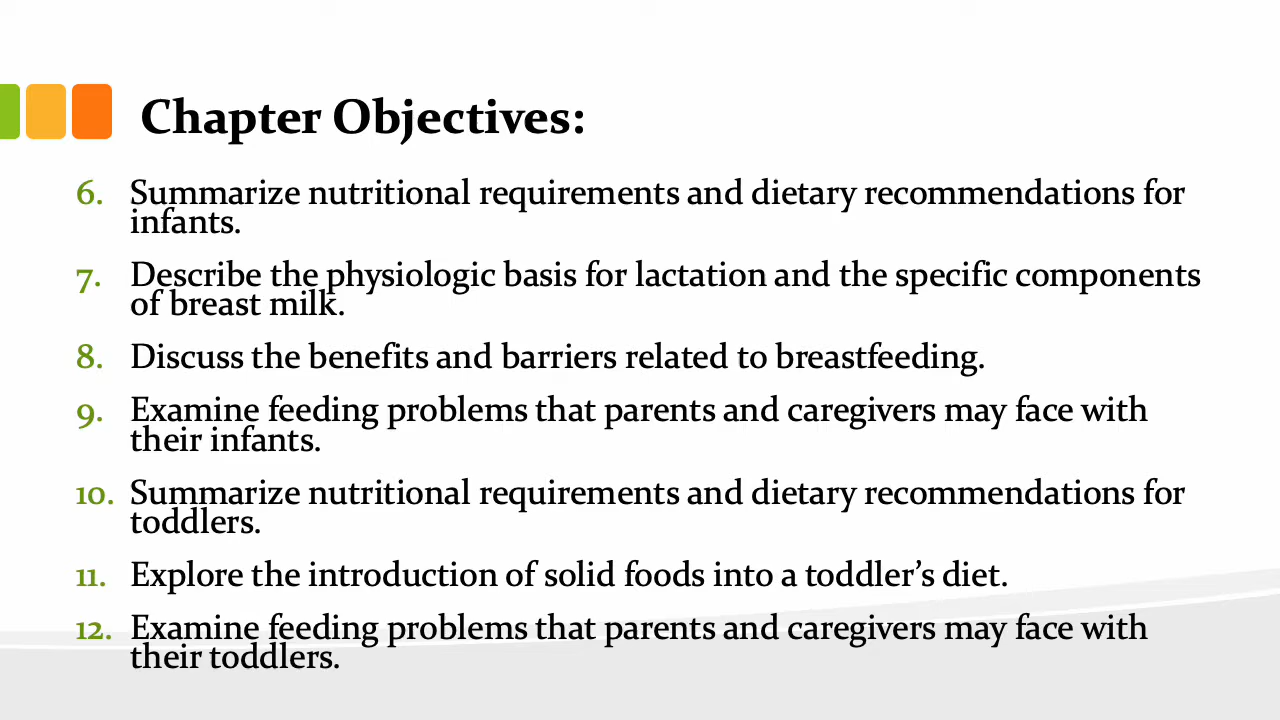 Chapter Objectives:
6. Summarize nutritional requirements and dietary recommendations for
infants.
7. Describe the physiologic basis for lactation and the specific components
of breast milk.
8. Discuss the benefits and barriers related to breastfeeding.
9. Examine feeding problems that parents and caregivers may face with
their infants.
10. Summarize nutritional requirements and dietary recommendations for
toddlers.
11. Explore the introduction of solid foods into a toddler’s diet.
12. Examine feeding problems that parents and caregivers may face with
their toddlers.